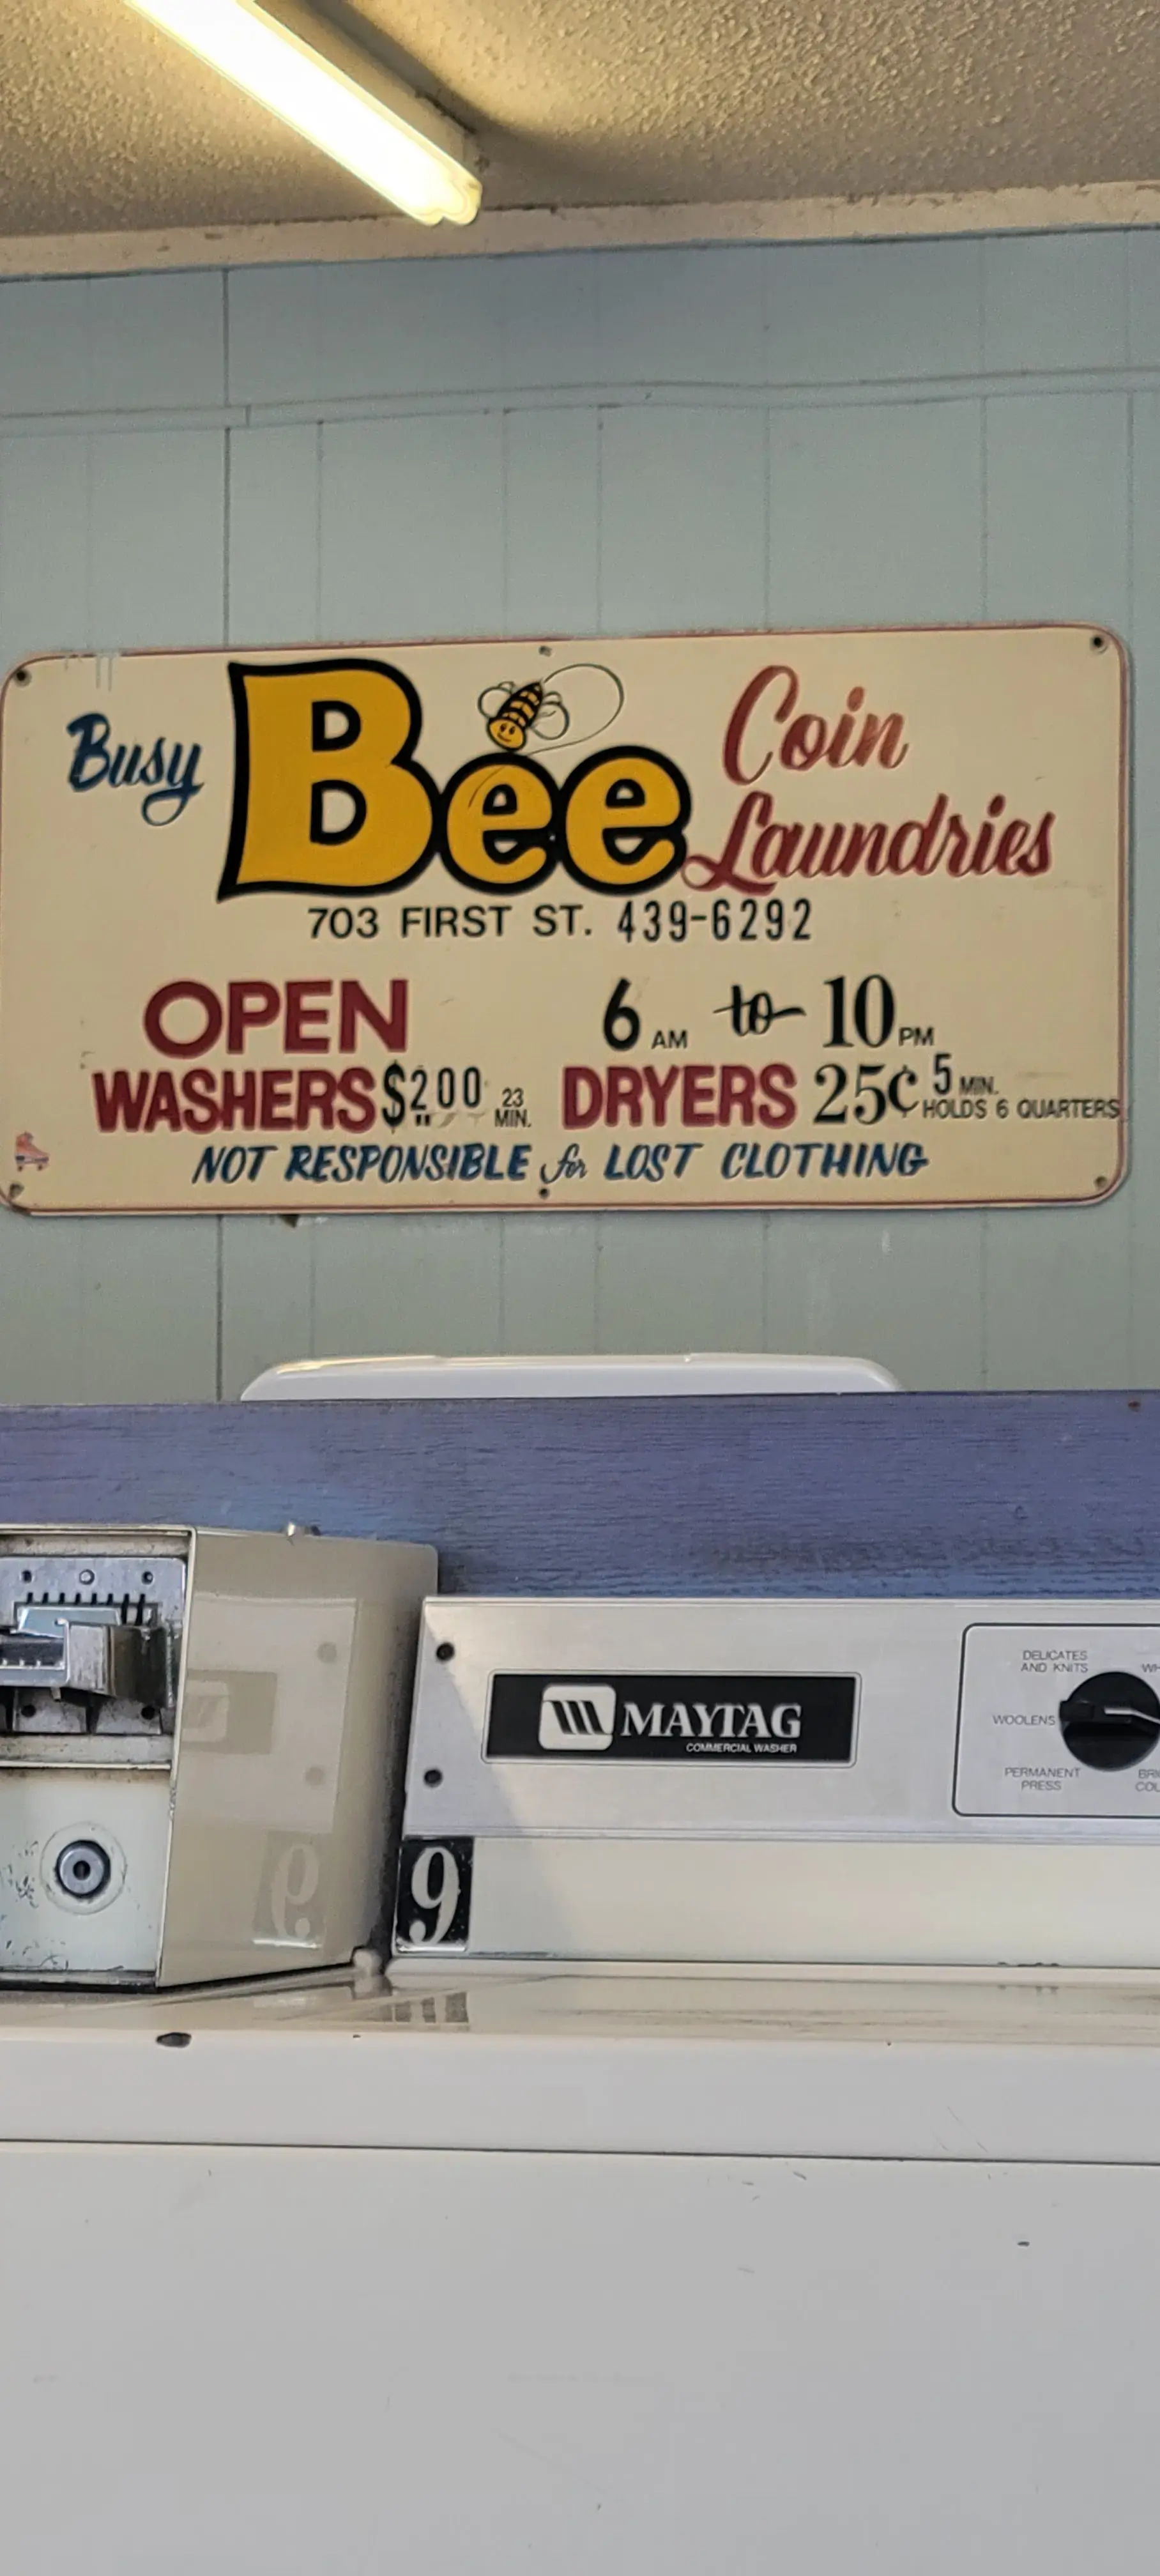 Busy Bee Coin
Laundries
703 FIRST ST. 439-6292
OPEN 6 AM to 10 PM
WASHERS $2.00 23 MIN. DRYERS 25¢ 5 MIN.
HOLDS 6 QUARTERS
NOT RESPONSIBLE for LOST CLOTHING
MAYTAG
COMMERCIAL WASHER
DELICATES
AND KNITS
WOOLENS
PERMANENT
PRESS
9